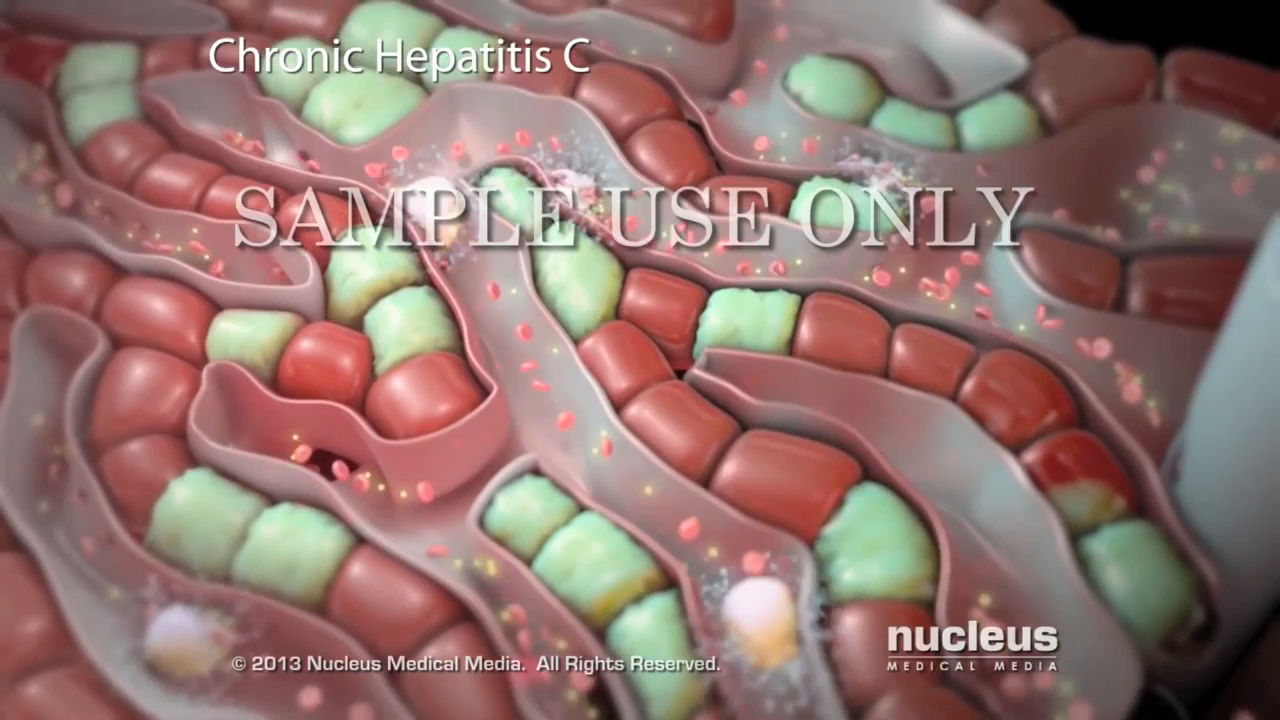 Chronic Hepatitis C
SAMPLE USE ONLY
© 2013 Nucleus Medical Media. All Rights Reserved.
nucleus
MEDICAL MEDIA